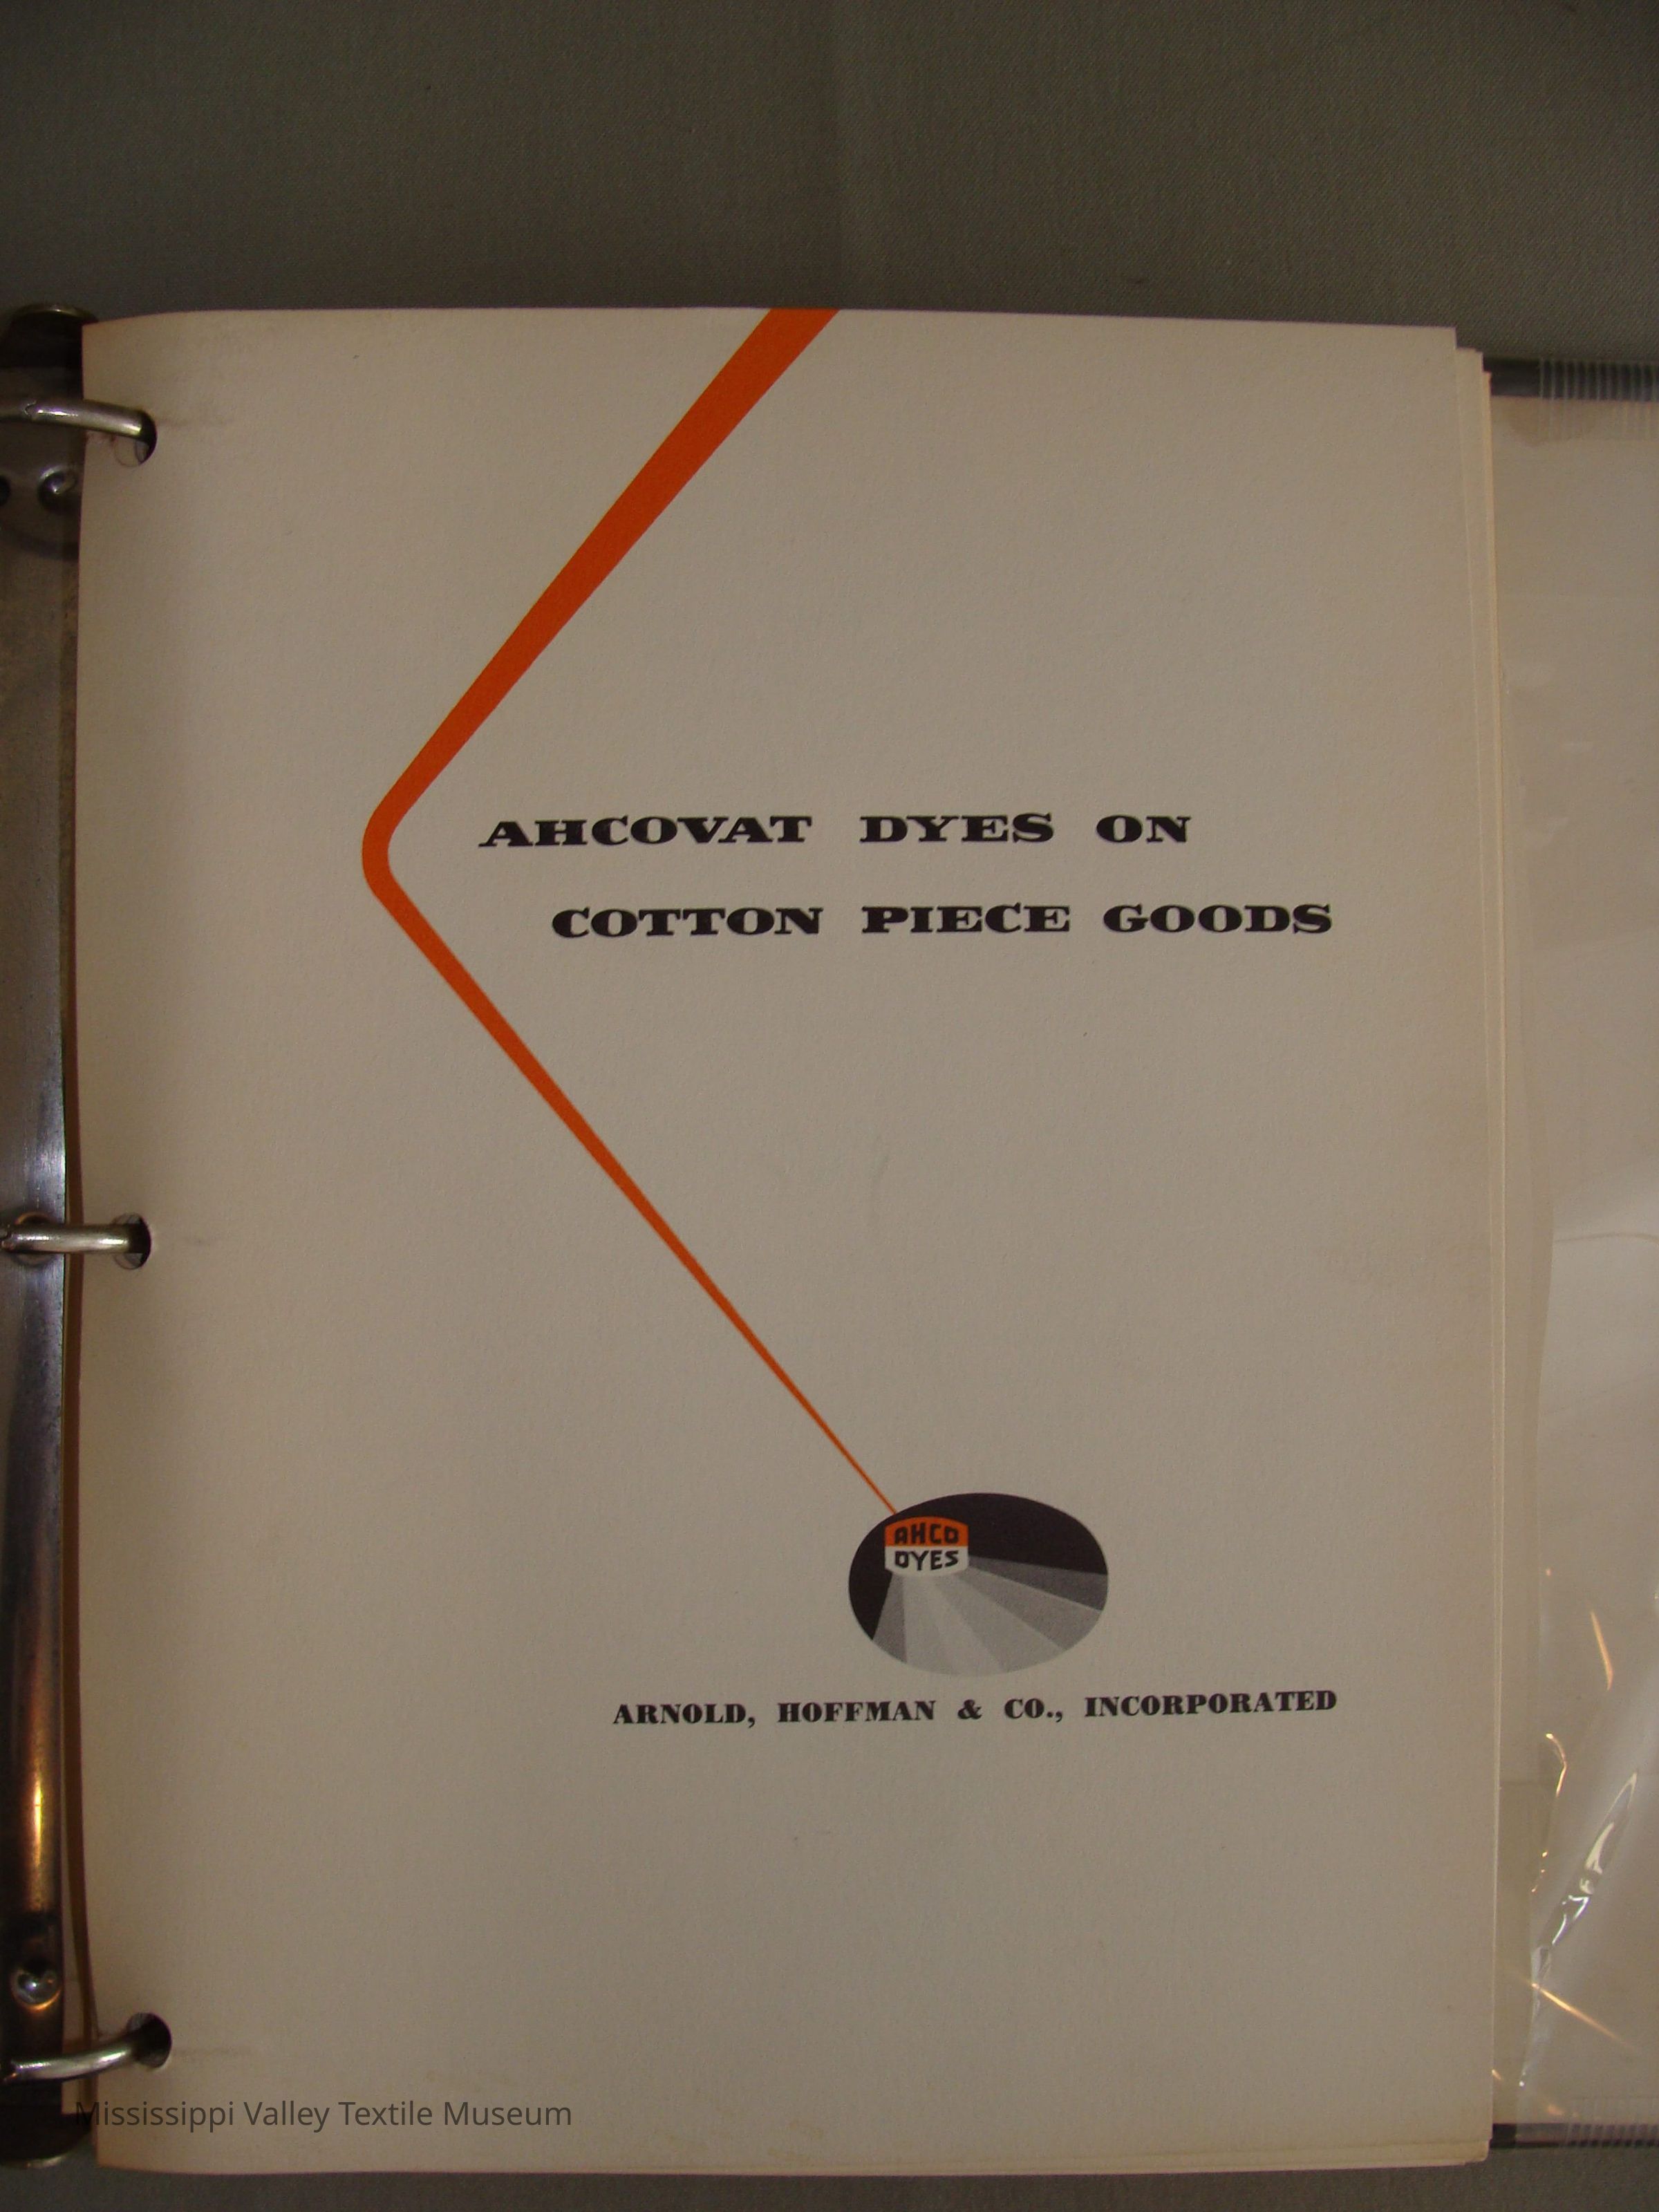 AHCOVAT DYES ON
COTTON PIECE GOODS
AHCO
DYES
ARNOLD, HOFFMAN & CO., INCORPORATED
Mississippi Valley Textile Museum